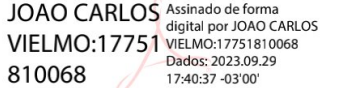 JOAO CARLOS
VIELMO:17751
810068
Assinado de forma
digital por JOAO CARLOS
VIELMO:17751810068
Dados: 2023.09.29
17:40:37 -03'00'